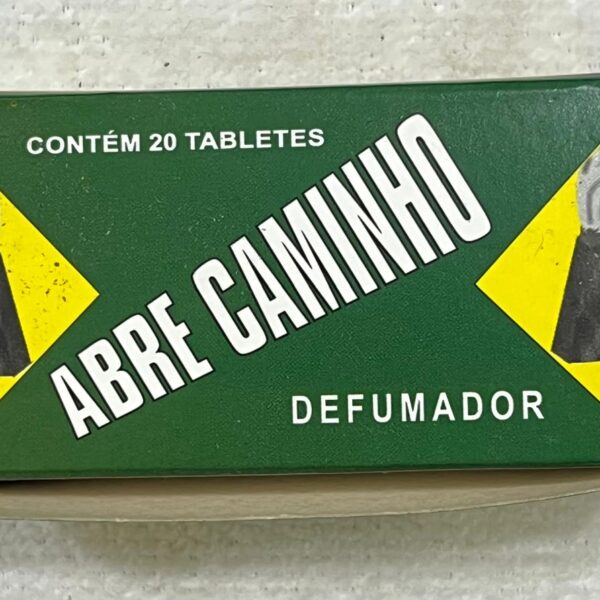 CONTÉM 20 TABLETES
ABRE CAMINHO
DEFUMADOR